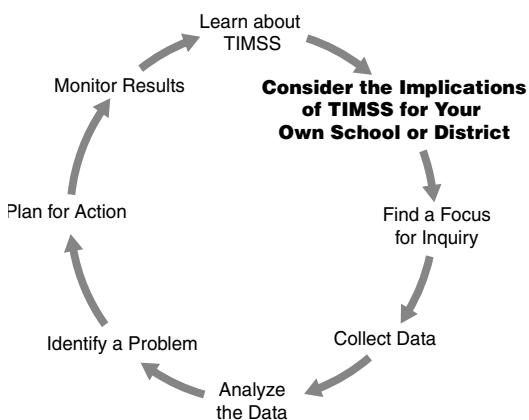 Learn about
TIMSS
Consider the Implications
of TIMSS for Your
Own School or District
Find a Focus
for Inquiry
Collect Data
Analyze
the Data
Identify a Problem
Plan for Action
Monitor Results